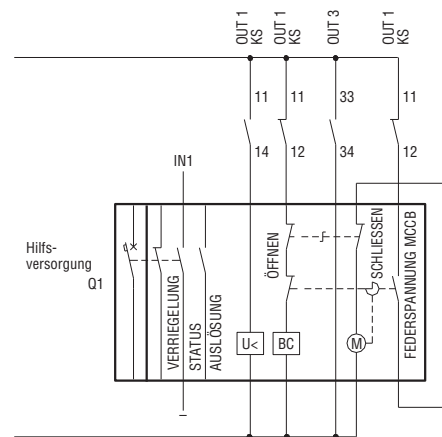 OUT 1
KS
OUT 1
KS
OUT 3
OUT 1
KS
11
11
33
11
14
12
34
12
IN1
Hilfs-
versorgung
Q1
VERRIEGELUNG
STATUS
AUSLÖSUNG
ÖFFNEN
SCHLIESSEN
FEDERSPANNUNG MCCB
U<
BC
M